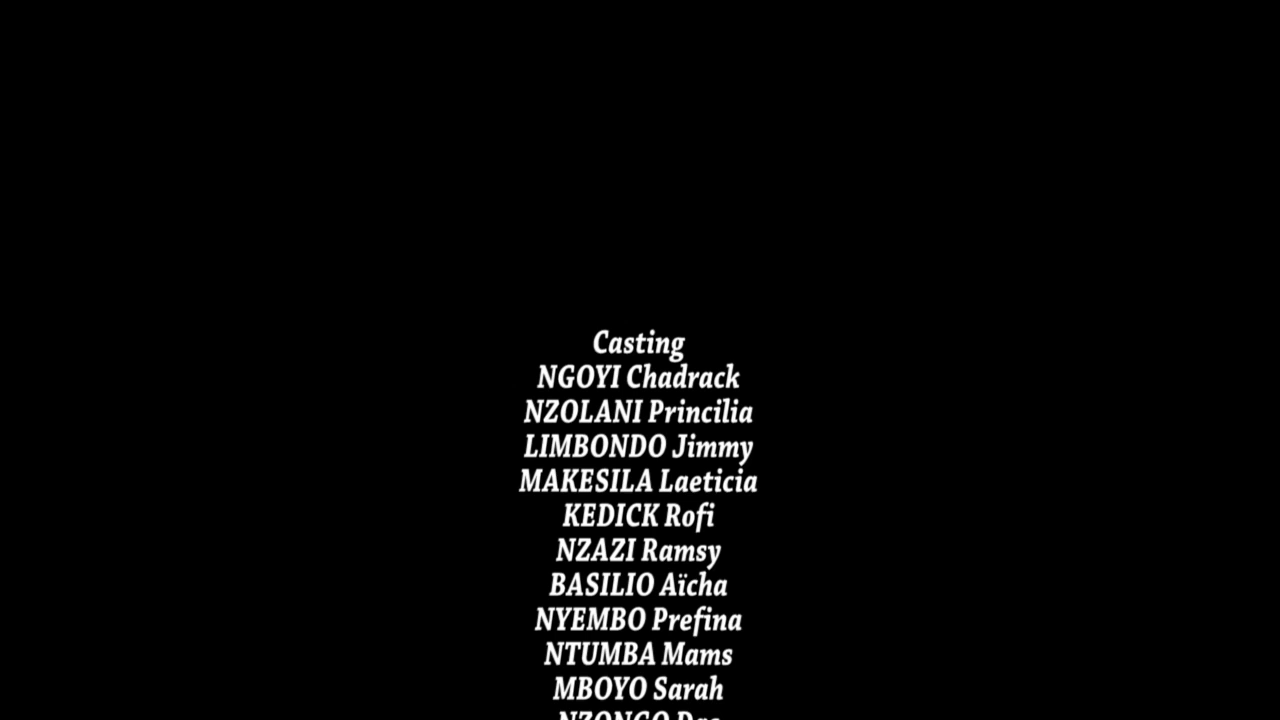 Casting
NGOYI Chadrack
NZOLANI Princilia
LIMBONDO Jimmy
MAKESILA Laeticia
KEDICK Rofi
NZAZI Ramsy
BASILIO Aïcha
NYEMBO Prefina
NTUMBA Mams
MBOYO Sarah
NZONGO